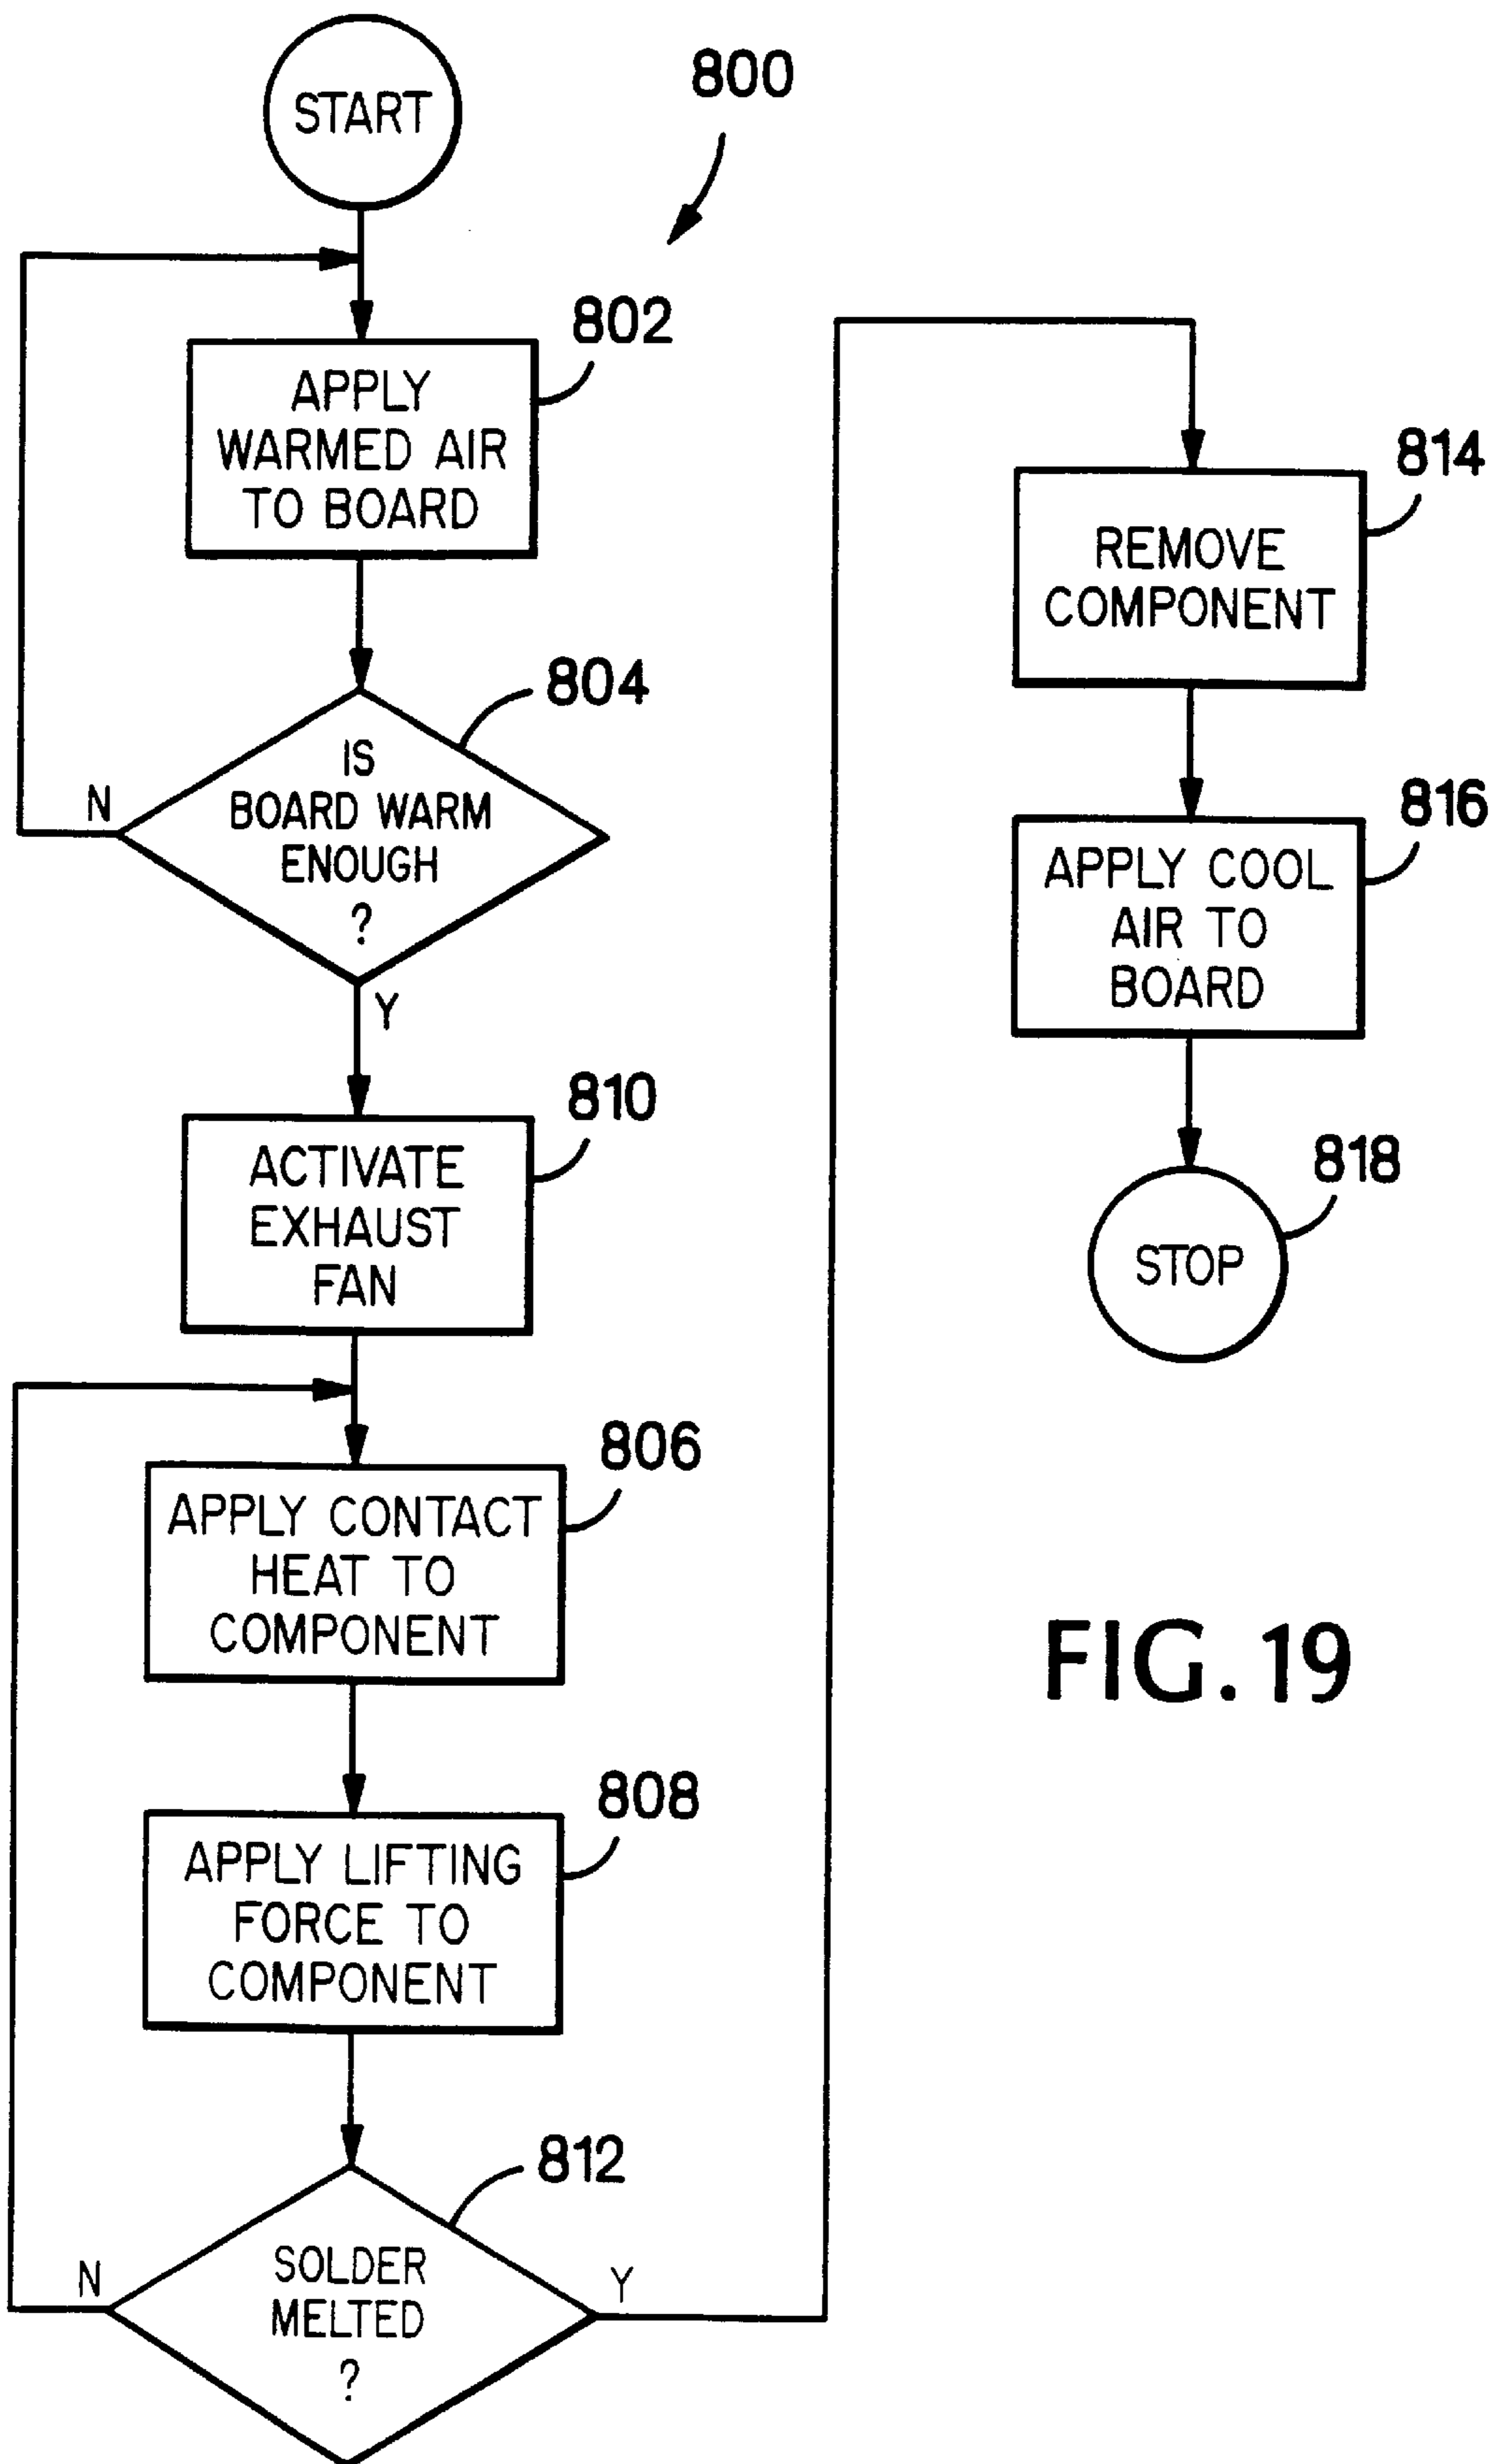 START
800
802
APPLY
WARMED AIR
TO BOARD
804
IS
BOARD WARM
ENOUGH
?
N
Y
810
ACTIVATE
EXHAUST
FAN
806
APPLY CONTACT
HEAT TO
COMPONENT
808
APPLY LIFTING
FORCE TO
COMPONENT
812
SOLDER
MELTED
?
N
Y
814
REMOVE
COMPONENT
816
APPLY COOL
AIR TO
BOARD
818
STOP
FIG. 19